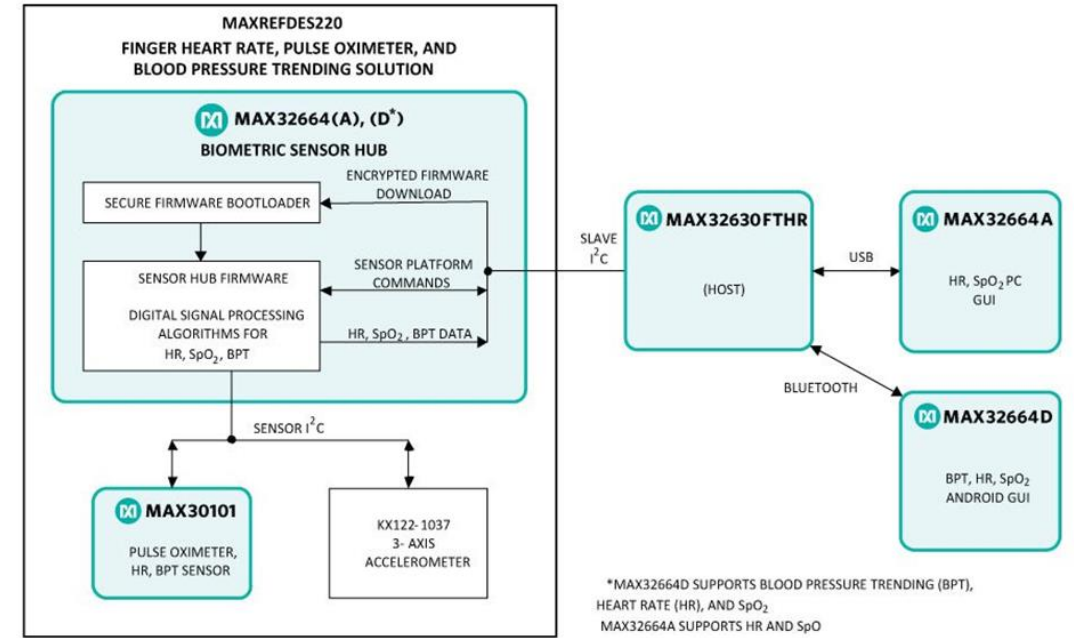 MAXREFDES220
FINGER HEART RATE, PULSE OXIMETER, AND
BLOOD PRESSURE TRENDING SOLUTION
MAX32664(A), (D*)
BIOMETRIC SENSOR HUB
ENCRYPTED FIRMWARE
DOWNLOAD
SECURE FIRMWARE BOOTLOADER
SENSOR HUB FIRMWARE
DIGITAL SIGNAL PROCESSING
ALGORITHMS FOR
HR, SpO₂, BPT
SENSOR PLATFORM
COMMANDS
HR, SpO₂, BPT DATA
SLAVE
I²C
MAX32630FTHR
(HOST)
USB
MAX32664A
HR, SpO₂ PC
GUI
BLUETOOTH
MAX32664D
BPT, HR, SpO₂
ANDROID GUI
SENSOR I²C
MAX30101
PULSE OXIMETER,
HR, BPT SENSOR
KX122-1037
3- AXIS
ACCELEROMETER
*MAX32664D SUPPORTS BLOOD PRESSURE TRENDING (BPT),
HEART RATE (HR), AND SpO₂
MAX32664A SUPPORTS HR AND SpO